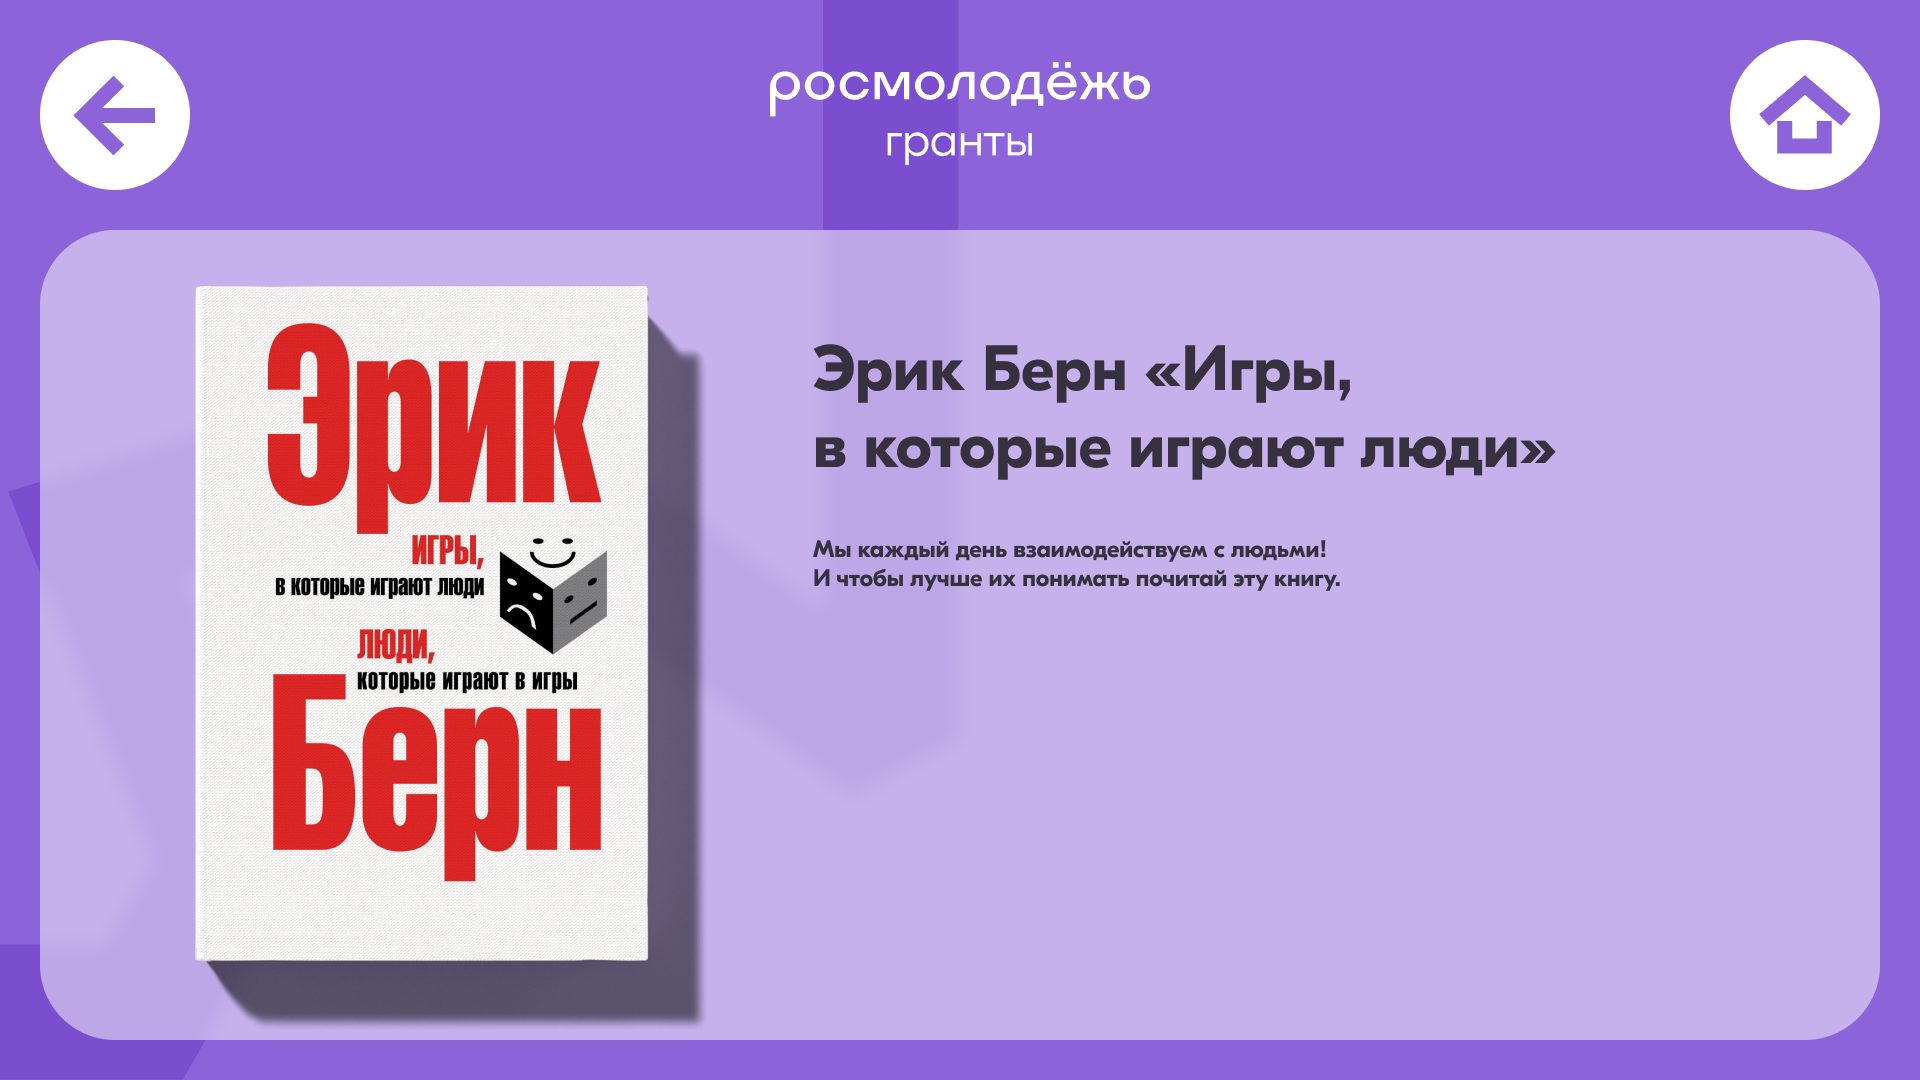 росмолодёжь
гранты
Эрик
ИГРЫ,
в которые играют люди
ЛЮДИ,
которые играют в игры
Берн
Эрик Берн «Игры,
в которые играют люди»
Мы каждый день взаимодействуем с людьми!
И чтобы лучше их понимать почитай эту книгу.